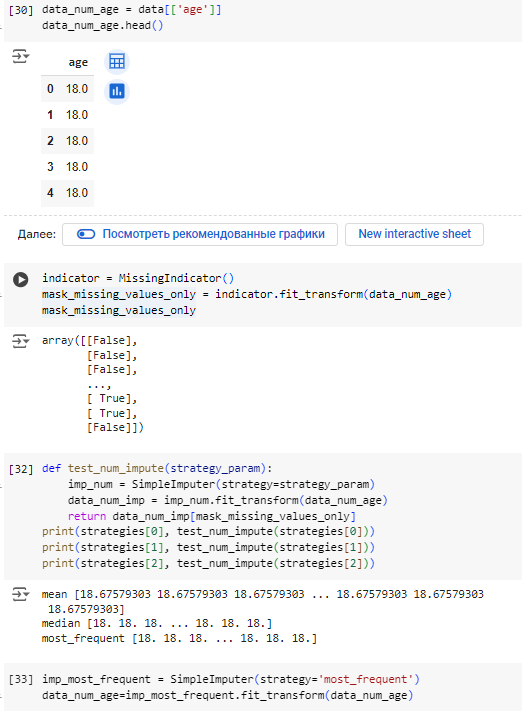 [30] data_num_age = data[['age']]
data_num_age.head()
age
0 18.0
1 18.0
2 18.0
3 18.0
4 18.0
Далее: Посмотреть рекомендованные графики New interactive sheet
indicator = MissingIndicator()
mask_missing_values_only = indicator.fit_transform(data_num_age)
mask_missing_values_only
array([[False],
[False],
[False],
...,
[ True],
[ True],
[False]])
[32] def test_num_impute(strategy_param):
imp_num = SimpleImputer(strategy=strategy_param)
data_num_imp = imp_num.fit_transform(data_num_age)
return data_num_imp[mask_missing_values_only]
print(strategies[0], test_num_impute(strategies[0]))
print(strategies[1], test_num_impute(strategies[1]))
print(strategies[2], test_num_impute(strategies[2]))
mean [18.67579303 18.67579303 18.67579303 ... 18.67579303 18.67579303
18.67579303]
median [18. 18. 18. ... 18. 18. 18.]
most_frequent [18. 18. 18. ... 18. 18. 18.]
[33] imp_most_frequent = SimpleImputer(strategy='most_frequent')
data_num_age=imp_most_frequent.fit_transform(data_num_age)